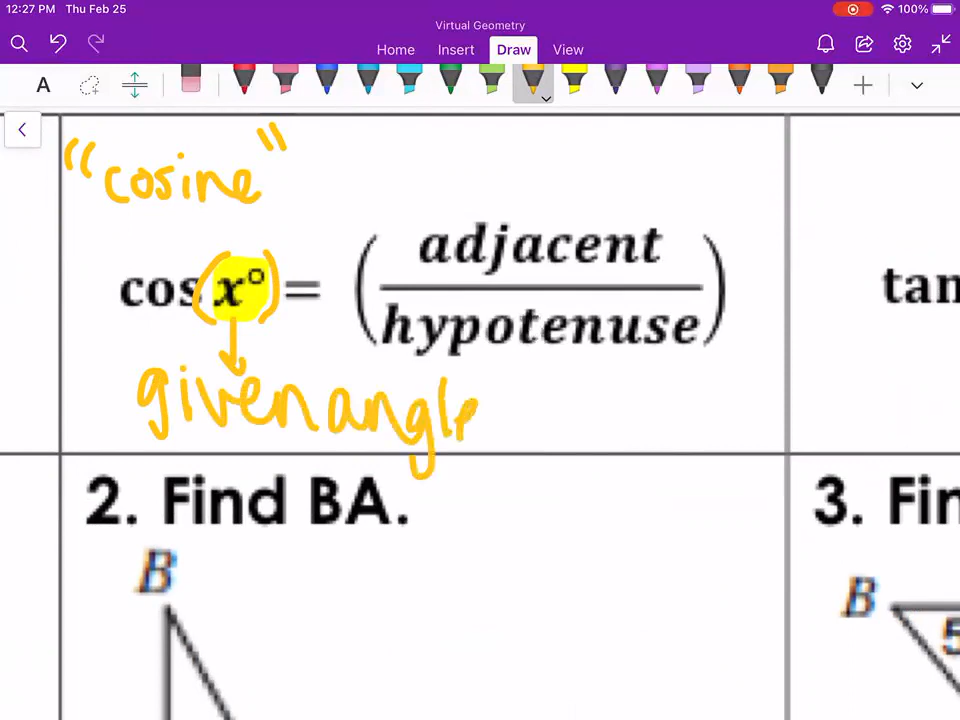 12:27 PM Thu Feb 25
100%
Virtual Geometry
Home Insert Draw View
A
"cosine"
cos x° = (adjacent / hypotenuse)
tan
given angle
2. Find BA.
3. Fin
B
B
5